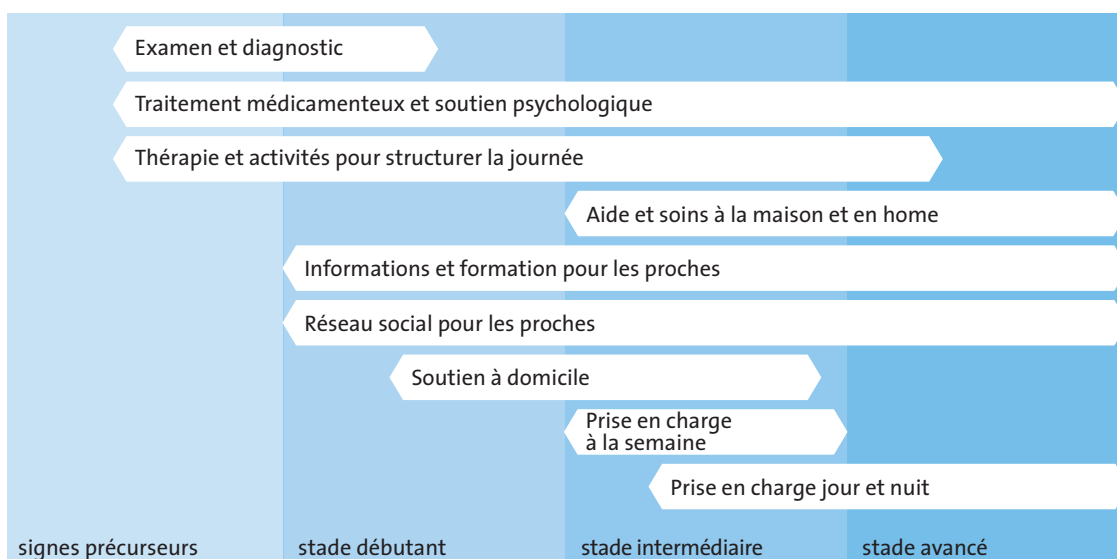 Examen et diagnostic
Traitement médicamenteux et soutien psychologique
Thérapie et activités pour structurer la journée
Aide et soins à la maison et en home
Informations et formation pour les proches
Réseau social pour les proches
Soutien à domicile
Prise en charge
à la semaine
Prise en charge jour et nuit
signes précurseurs
stade débutant
stade intermédiaire
stade avancé